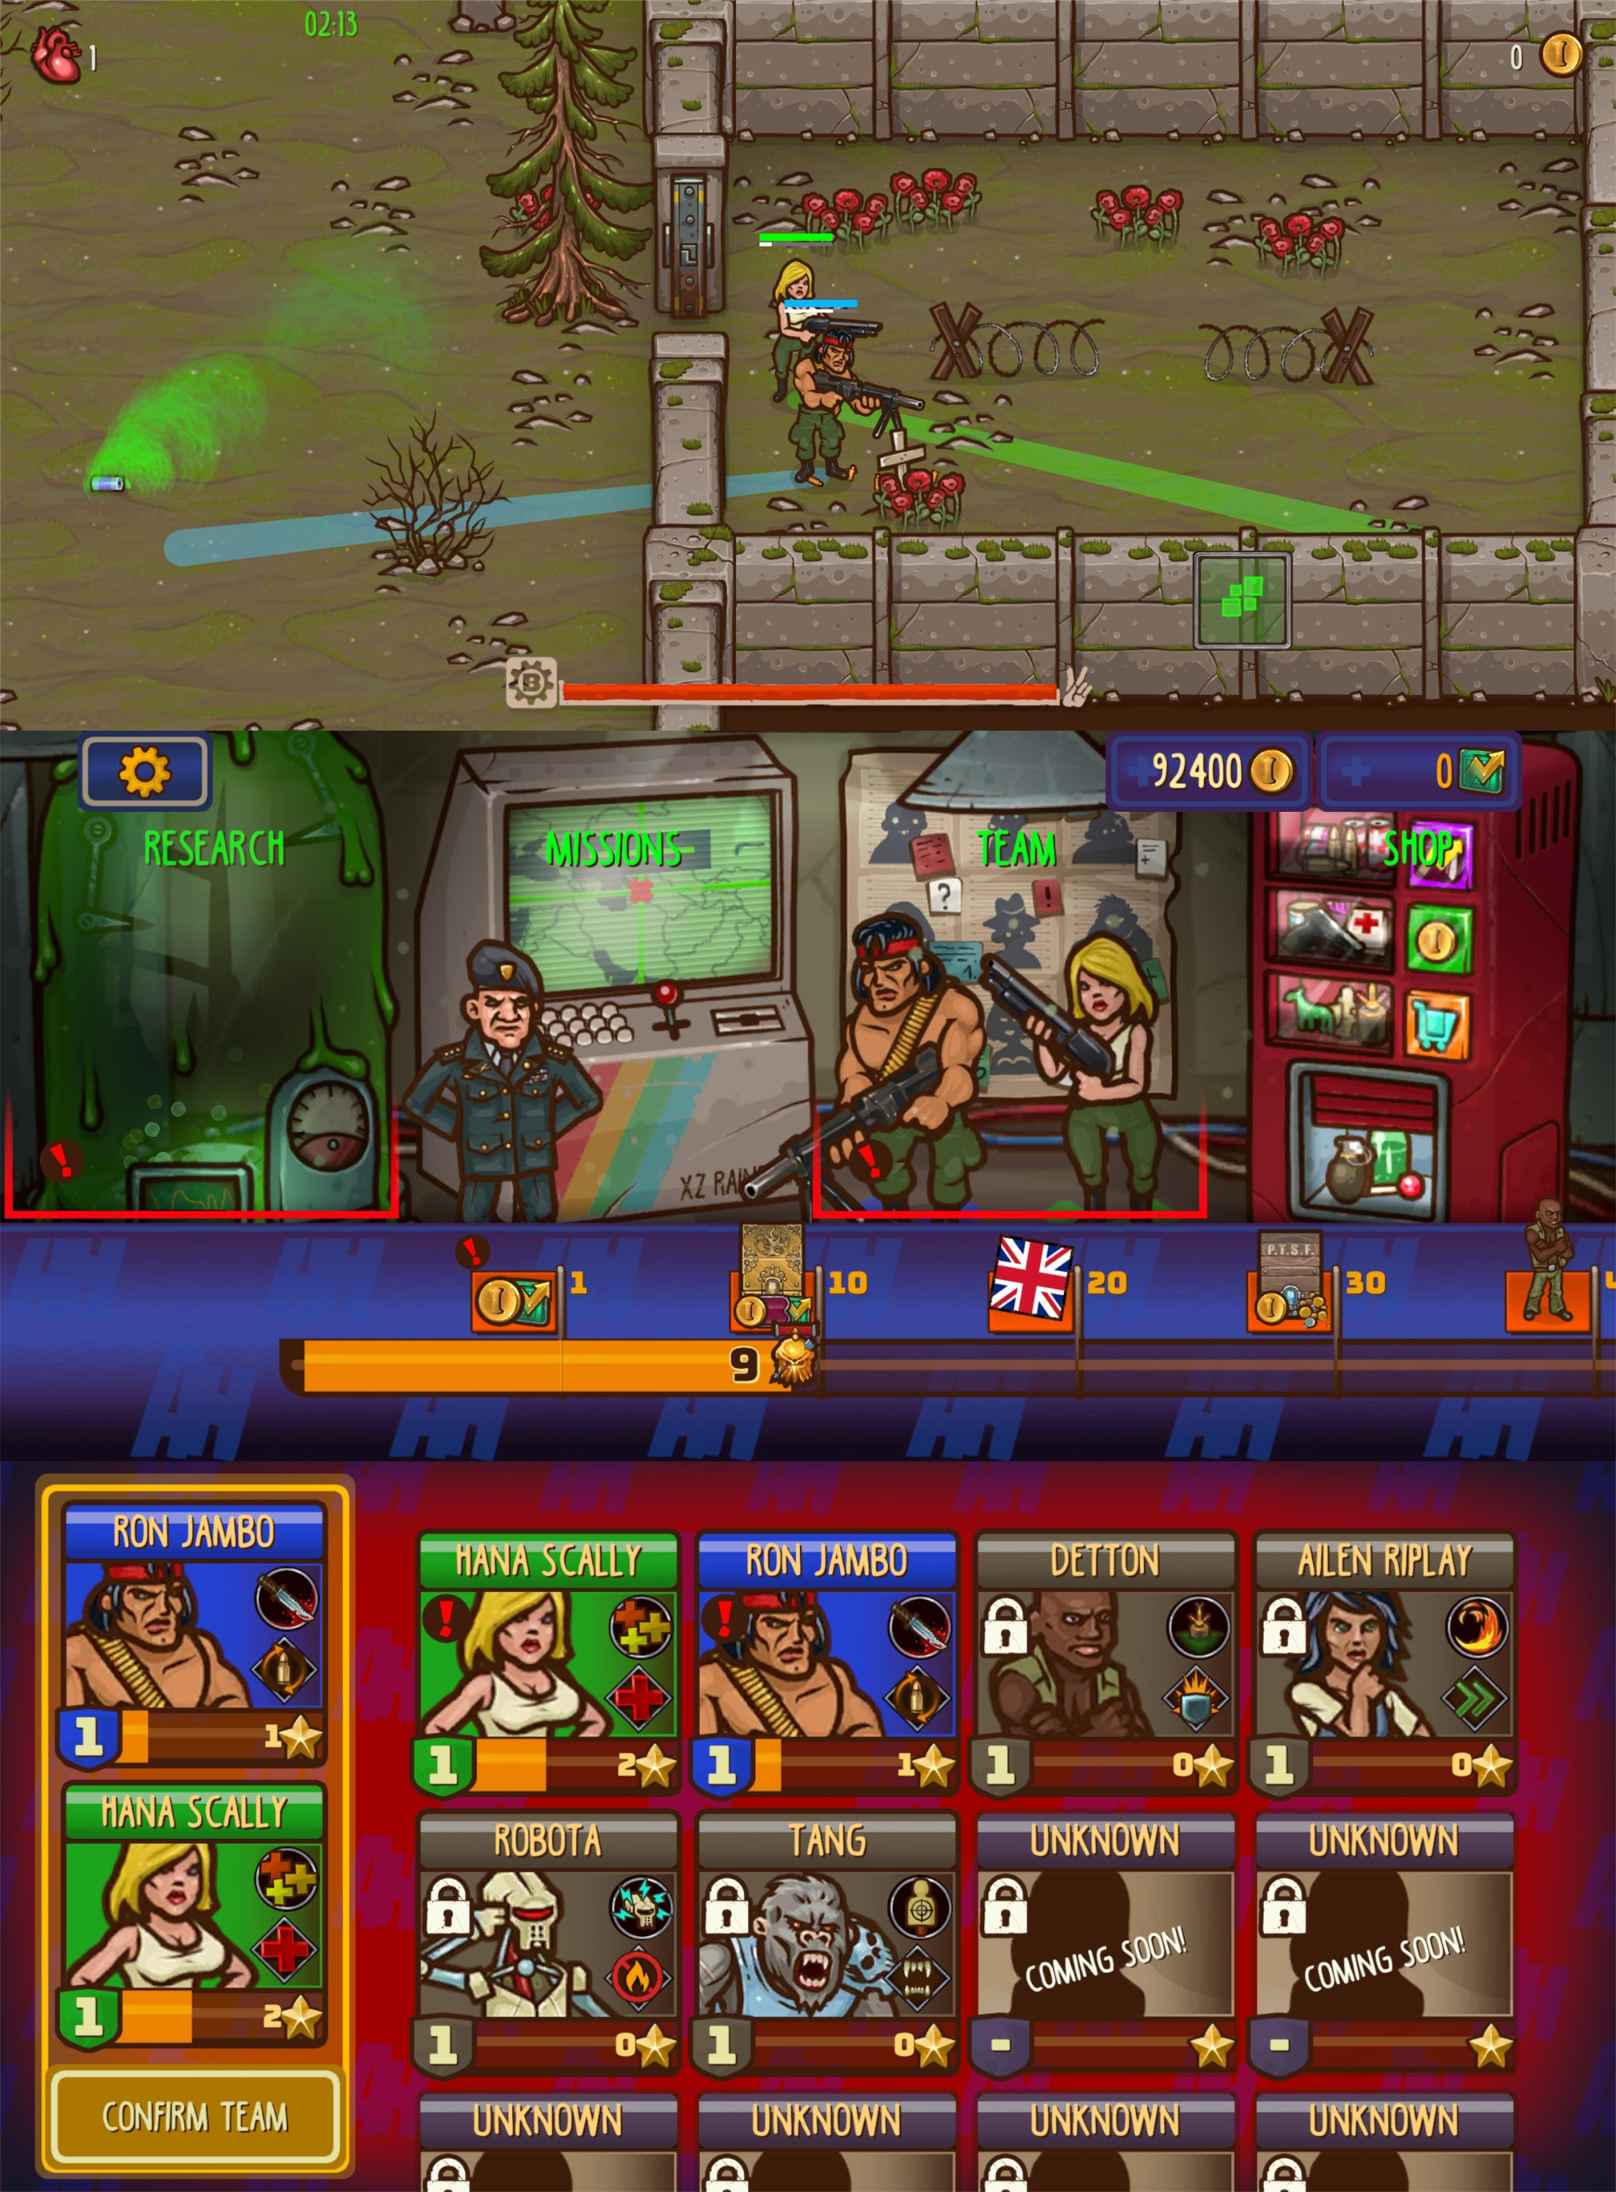 02:13
1
0
92400
0
RESEARCH
MISSIONS
TEAM
SHOP
XZ RAIN
1
10
P.T.S.F.
20
30
9
RON JAMBO
1
1
HANA SCALLY
1
2
CONFIRM TEAM
HANA SCALLY
RON JAMBO
DETTON
AILEN RIPLAY
1
2
1
1
1
0
1
0
ROBOTA
TANG
UNKNOWN
UNKNOWN
COMING SOON!
COMING SOON!
1
0
1
0
-
-
UNKNOWN
UNKNOWN
UNKNOWN
UNKNOWN